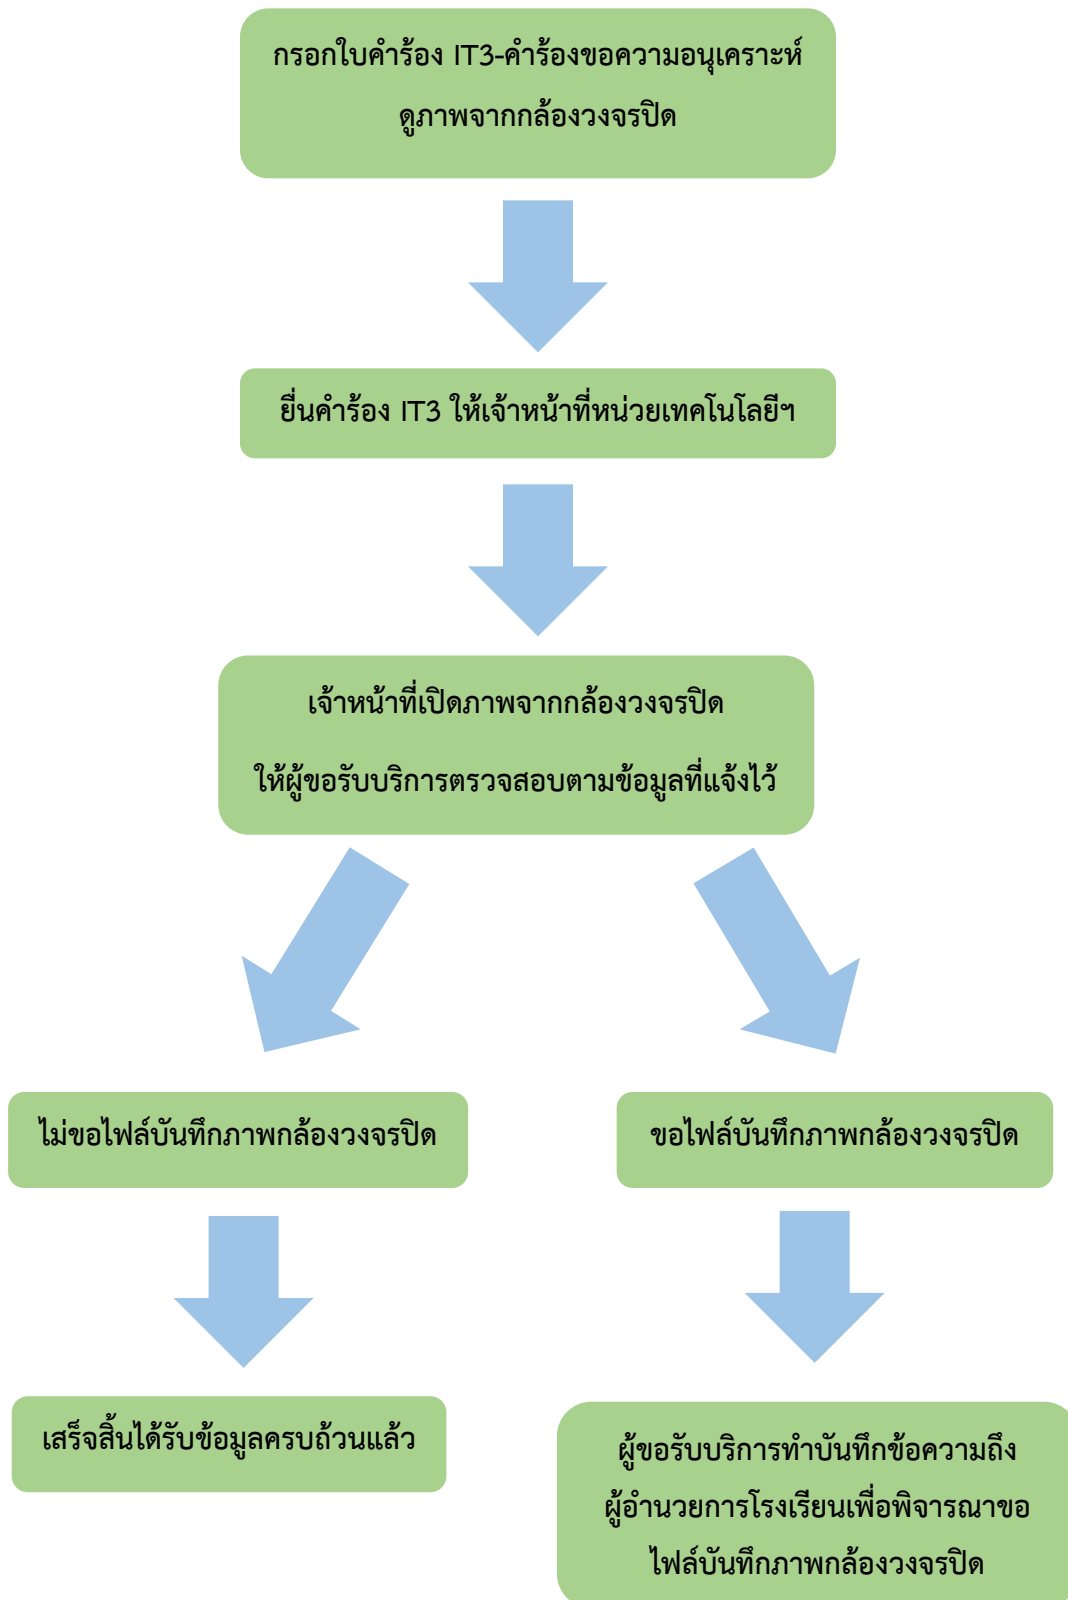 กรอกใบคำร้อง IT3-คำร้องขอความอนุเคราะห์
ดูภาพจากกล้องวงจรปิด
ยื่นคำร้อง IT3 ให้เจ้าหน้าที่หน่วยเทคโนโลยีฯ
เจ้าหน้าที่เปิดภาพจากกล้องวงจรปิด
ให้ผู้ขอรับบริการตรวจสอบตามข้อมูลที่แจ้งไว้
ไม่ขอไฟล์บันทึกภาพกล้องวงจรปิด
ขอไฟล์บันทึกภาพกล้องวงจรปิด
เสร็จสิ้นได้รับข้อมูลครบถ้วนแล้ว
ผู้ขอรับบริการทำบันทึกข้อความถึง
ผู้อำนวยการโรงเรียนเพื่อพิจารณาขอ
ไฟล์บันทึกภาพกล้องวงจรปิด